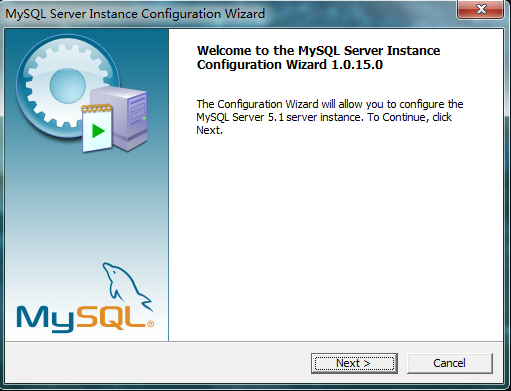 MySQL Server Instance Configuration Wizard
Welcome to the MySQL Server Instance
Configuration Wizard 1.0.15.0
The Configuration Wizard will allow you to configure the
MySQL Server 5.1 server instance. To Continue, click
Next.
MySQL®
Next >
Cancel